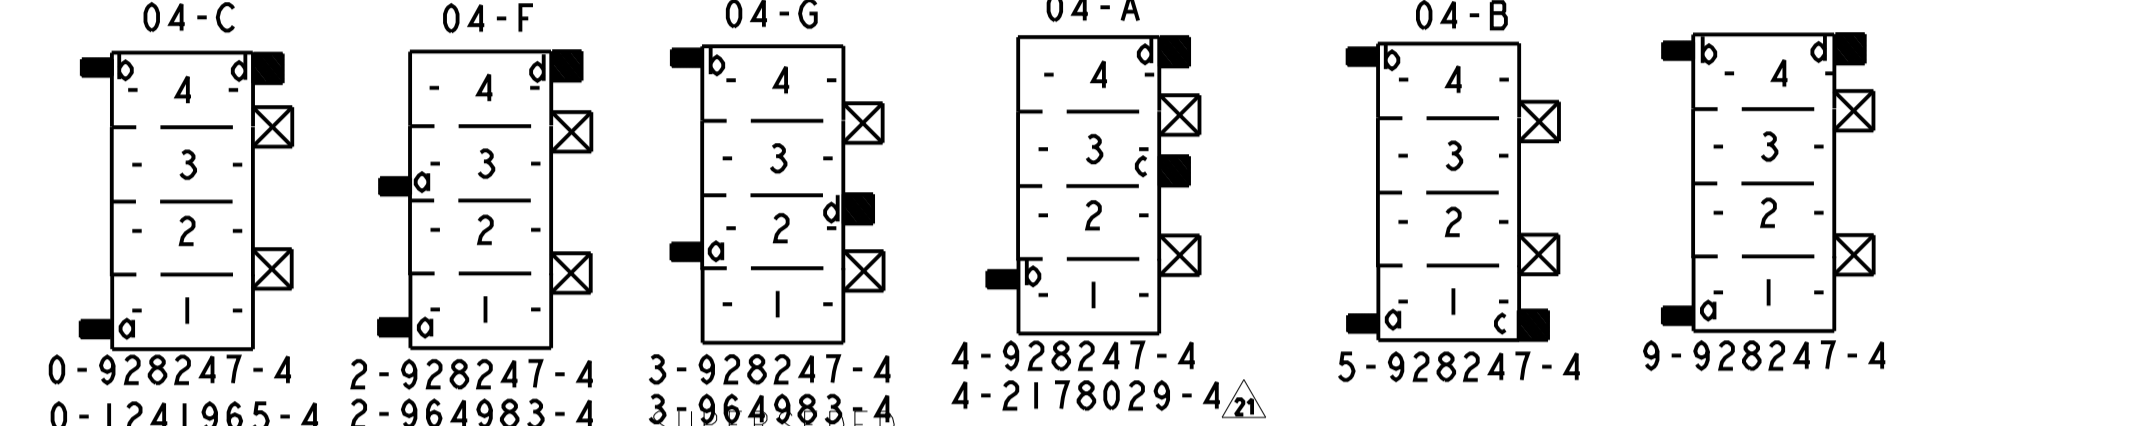 04-C
b 4 d
3
2
a 1
0-928247-4
0-1241965-4
04-F
4 d
3
a
2
a 1
2-928247-4
2-964983-4
04-G
b 4
3
d
2
a
1
3-928247-4
3-964983-4
SUPERSEDED
04-A
d
4
3
c
2
b
1
4-928247-4
4-2178029-4 21
04-B
b 4
3
2
a 1 c
5-928247-4
b 4 d
3
2
a 1
9-928247-4